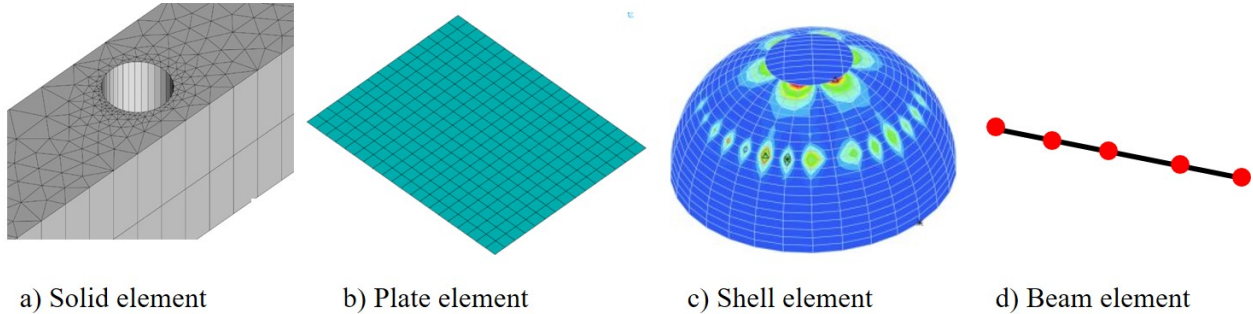 a) Solid element
b) Plate element
c) Shell element
d) Beam element